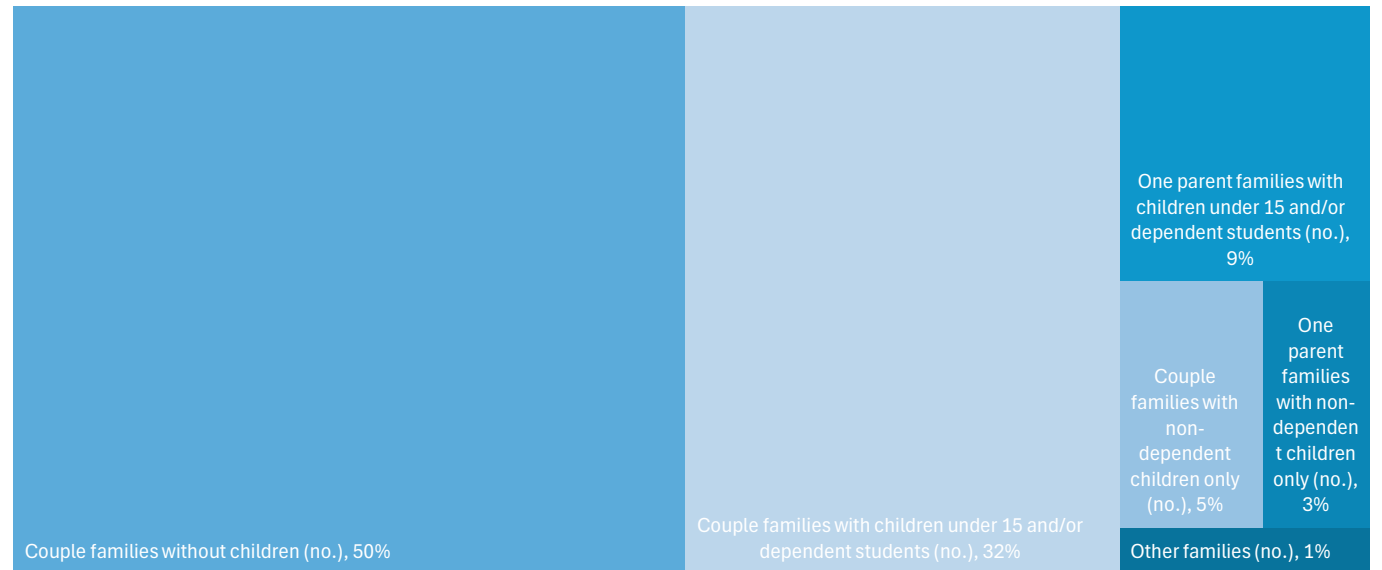 Couple families without children (no.), 50%
Couple families with children under 15 and/or
dependent students (no.), 32%
One parent families with
children under 15 and/or
dependent students (no.),
9%
Couple
families with
non-
dependent
children only
(no.), 5%
One
parent
families
with non-
dependen
t children
only (no.),
3%
Other families (no.), 1%